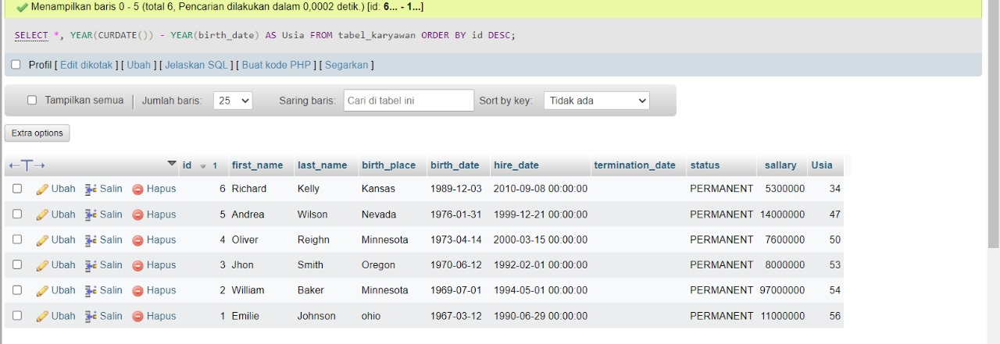 Menampilkan baris 0 - 5 (total 6, Pencarian dilakukan dalam 0,0002 detik.) [id: 6... - 1...]
SELECT *, YEAR(CURDATE()) - YEAR(birth_date) AS Usia FROM tabel_karyawan ORDER BY id DESC;
Profil [ Edit dikotak ] [ Ubah ] [ Jelaskan SQL ] [ Buat kode PHP ] [ Segarkan ]
Tampilkan semua | Jumlah baris: 25 Saring baris: Cari di tabel ini Sort by key: Tidak ada
Extra options
id 1 first_name last_name birth_place birth_date hire_date termination_date status sallary Usia
Ubah Salin Hapus 6 Richard Kelly Kansas 1989-12-03 2010-09-08 00:00:00 PERMANENT 5300000 34
Ubah Salin Hapus 5 Andrea Wilson Nevada 1976-01-31 1999-12-21 00:00:00 PERMANENT 14000000 47
Ubah Salin Hapus 4 Oliver Reighn Minnesota 1973-04-14 2000-03-15 00:00:00 PERMANENT 7600000 50
Ubah Salin Hapus 3 Jhon Smith Oregon 1970-06-12 1992-02-01 00:00:00 PERMANENT 8000000 53
Ubah Salin Hapus 2 William Baker Minnesota 1969-07-01 1994-05-01 00:00:00 PERMANENT 97000000 54
Ubah Salin Hapus 1 Emilie Johnson ohio 1967-03-12 1990-06-29 00:00:00 PERMANENT 11000000 56